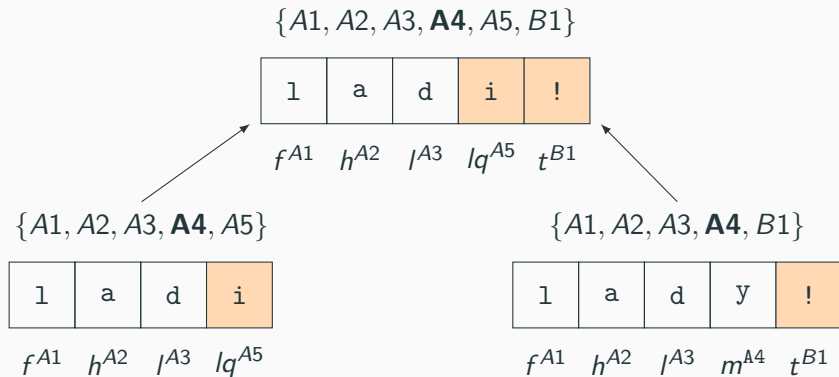 {A1, A2, A3, A4, A5, B1}
l a d i !
f^{A1} h^{A2} l^{A3} lq^{A5} t^{B1}
{A1, A2, A3, A4, A5}
l a d i
f^{A1} h^{A2} l^{A3} lq^{A5}
{A1, A2, A3, A4, B1}
l a d y !
f^{A1} h^{A2} l^{A3} m^{A4} t^{B1}